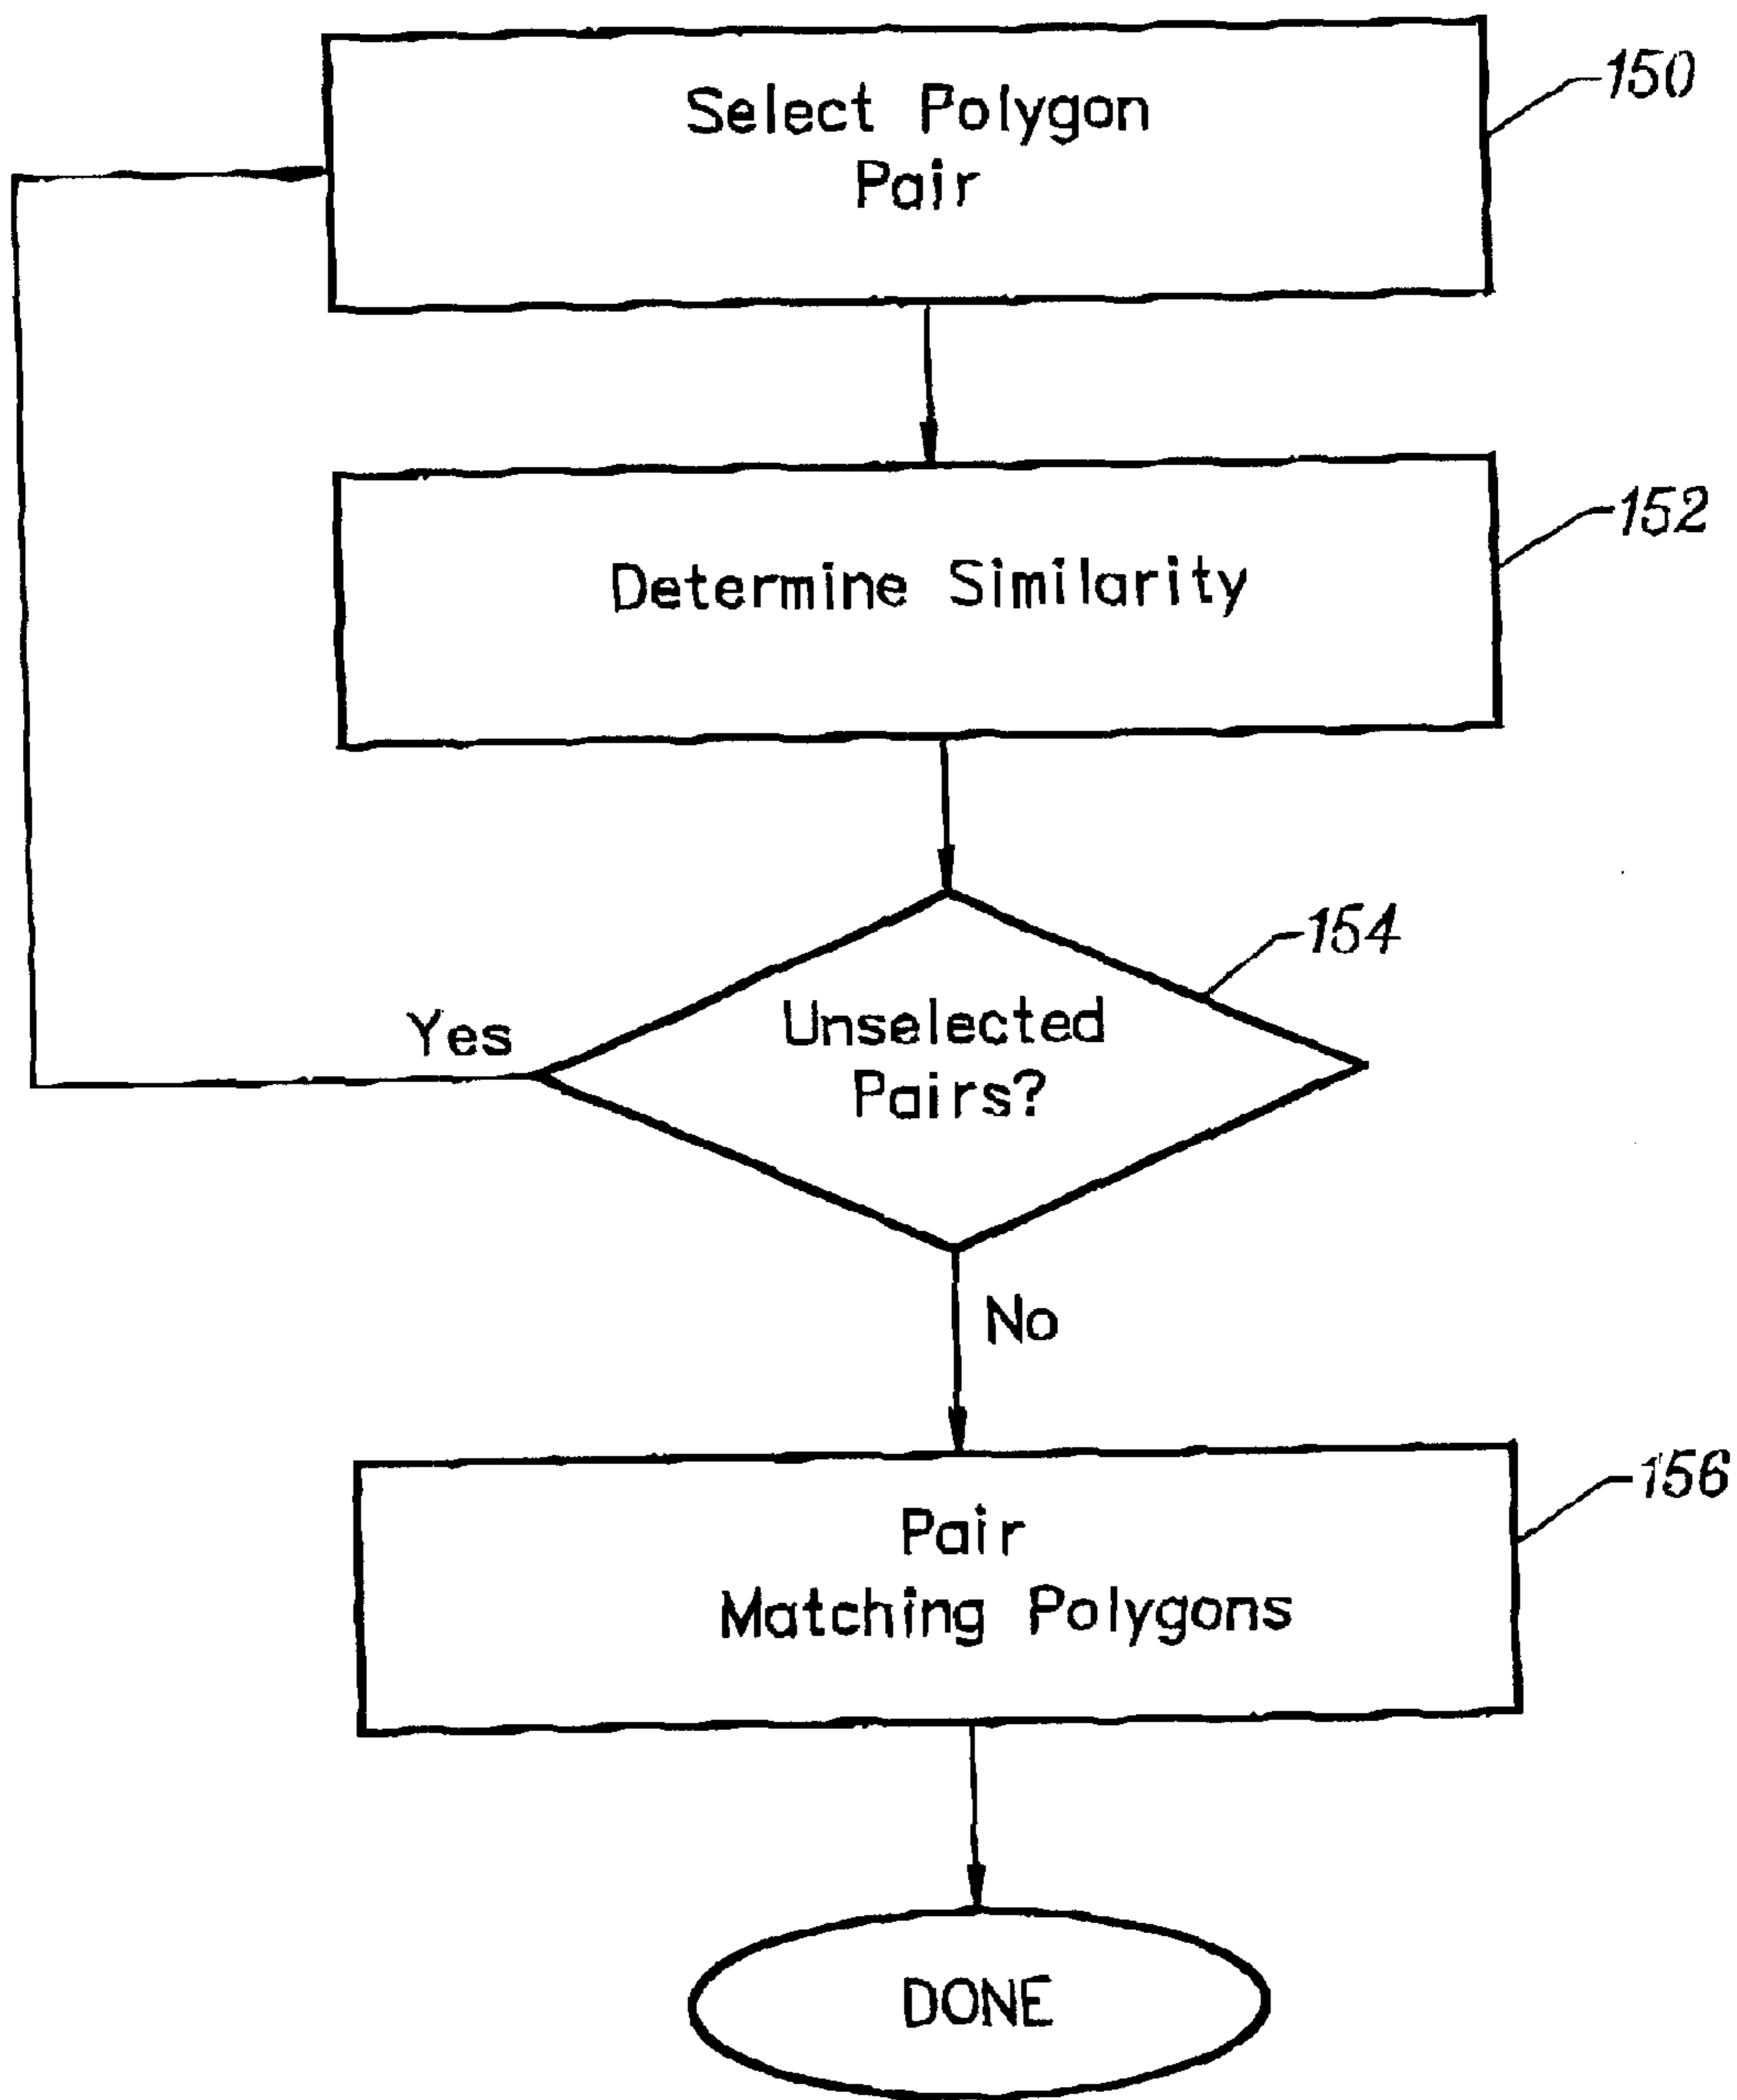 Select Polygon
Pair
150
Determine Similarity
152
154
Unselected
Pairs?
Yes
No
Pair
Matching Polygons
156
DONE